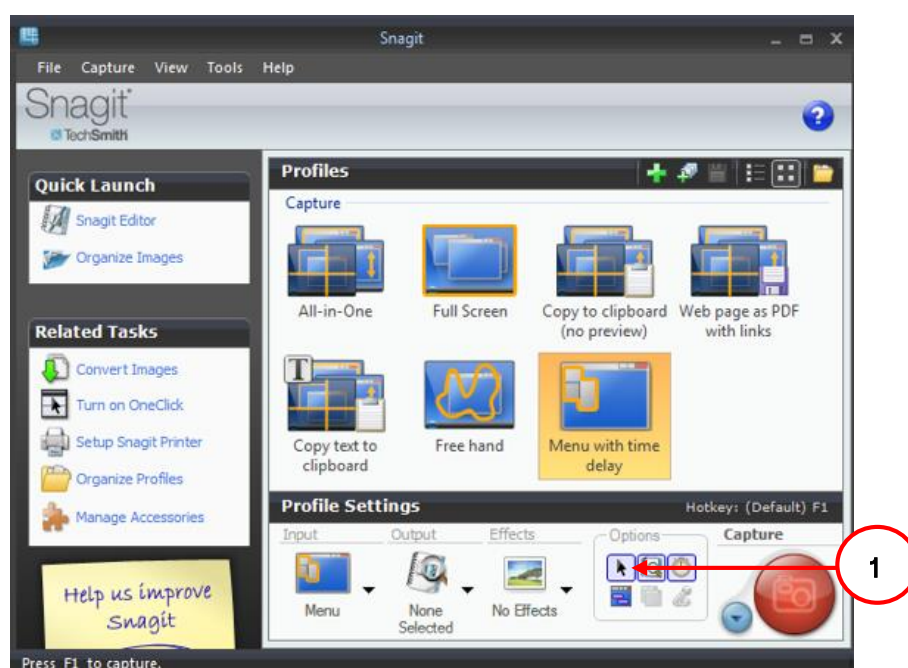 Snagit
File Capture View Tools Help
Snagit
TechSmith
Quick Launch
Snagit Editor
Organize Images
Related Tasks
Convert Images
Turn on OneClick
Setup Snagit Printer
Organize Profiles
Manage Accessories
Help us improve
Snagit
Profiles
Capture
All-in-One
Full Screen
Copy to clipboard
(no preview)
Web page as PDF
with links
T
Copy text to
clipboard
Free hand
Menu with time
delay
Profile Settings
Hotkey: (Default) F1
Input
Output
Effects
Options
Capture
Menu
None
Selected
No Effects
1
Press F1 to capture.